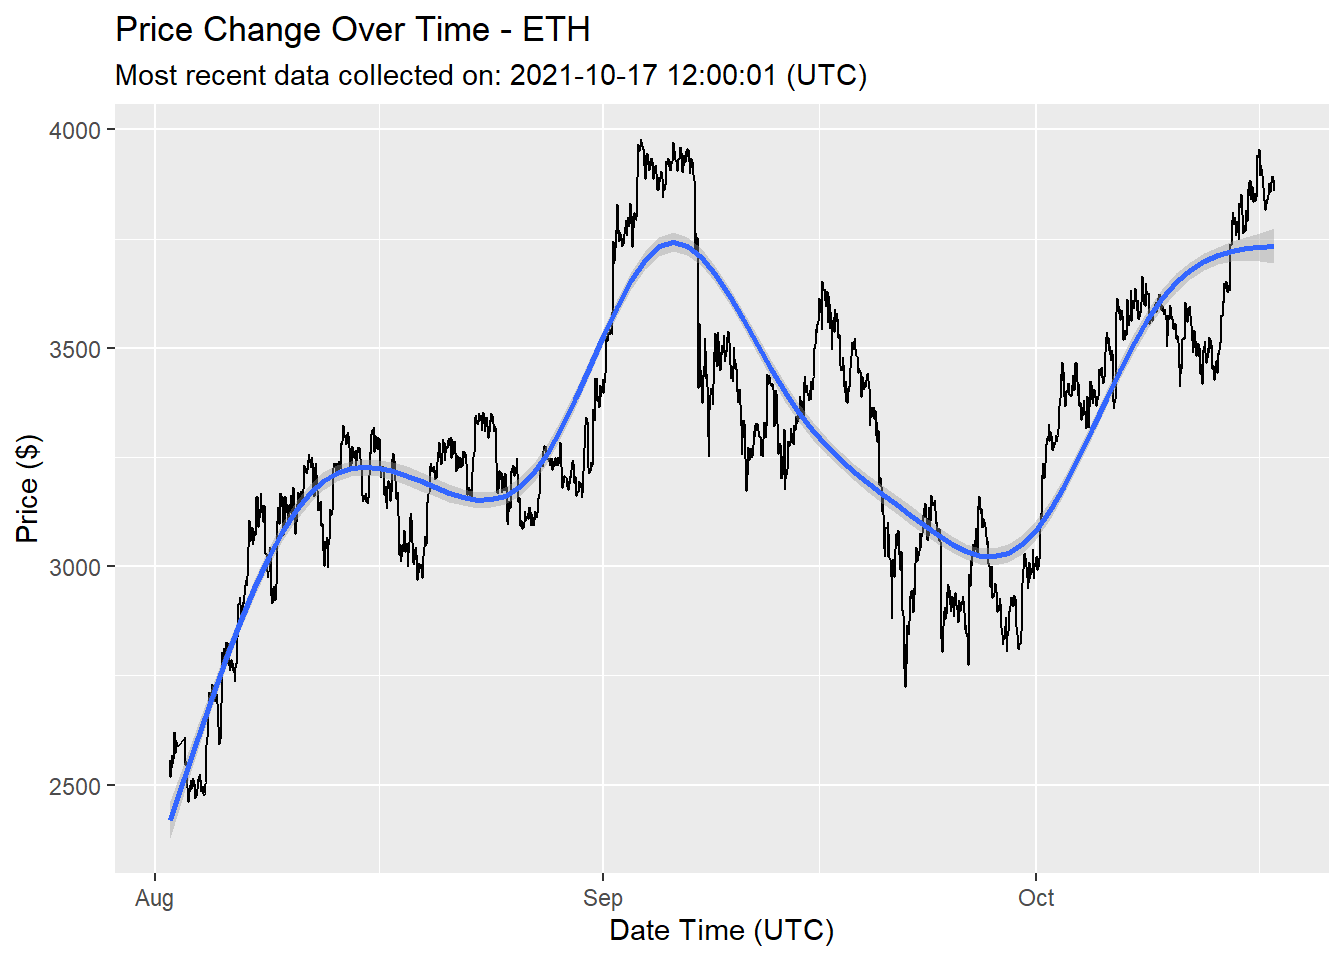 Price Change Over Time - ETH
Most recent data collected on: 2021-10-17 12:00:01 (UTC)
4000
3500
3000
2500
Price ($)
Aug
Sep
Oct
Date Time (UTC)